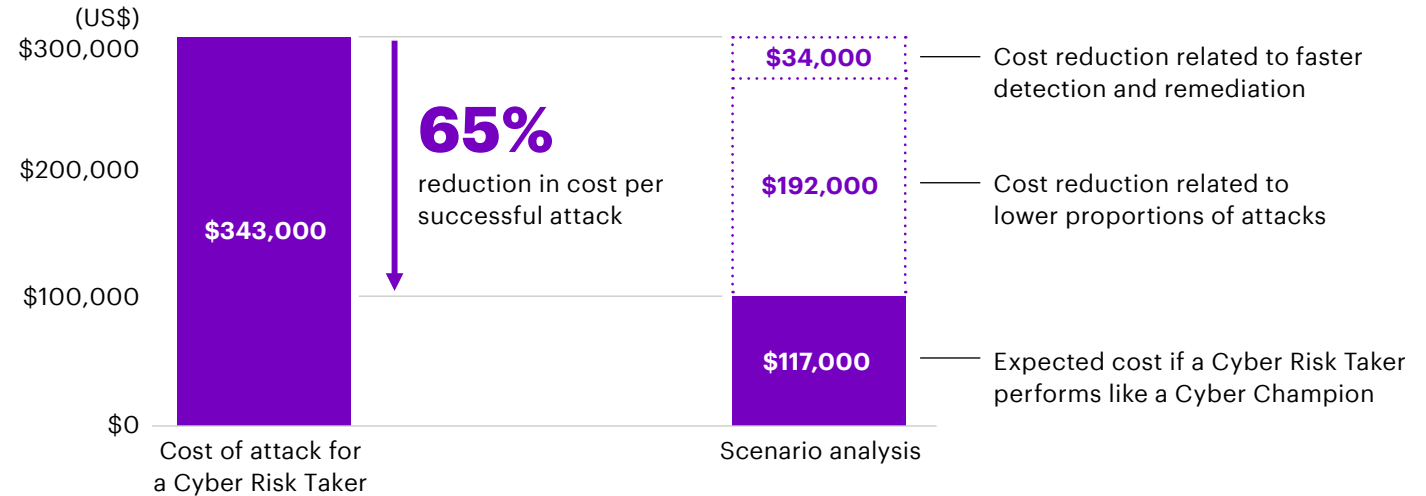 (US$)
$300,000
$200,000
$100,000
$0
$343,000
65%
reduction in cost per
successful attack
$34,000
$192,000
$117,000
Cost reduction related to faster
detection and remediation
Cost reduction related to
lower proportions of attacks
Expected cost if a Cyber Risk Taker
performs like a Cyber Champion
Cost of attack for
a Cyber Risk Taker
Scenario analysis